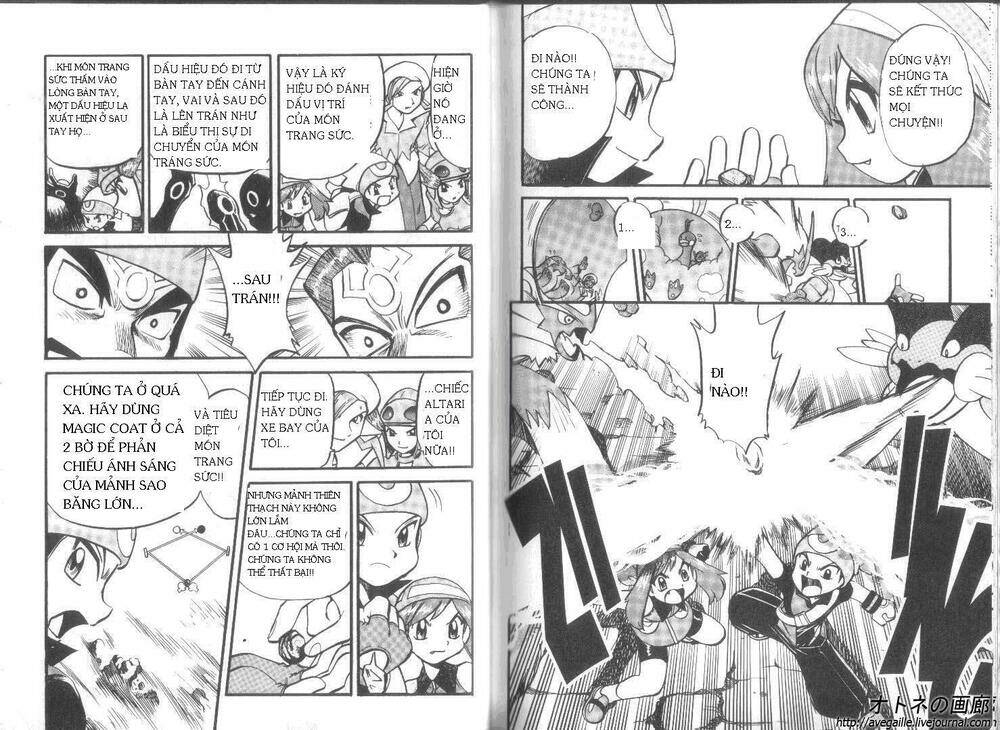 ...KHI MÓN TRANG
SỨC THẤM VÀO
LÒNG BÀN TAY,
MỘT DẤU HIỆU LẠ
XUẤT HIỆN Ở SAU
TAY HỌ...
DẤU HIỆU ĐÓ ĐI TỪ
BÀN TAY ĐẾN CÁNH
TAY, VAI VÀ SAU ĐÓ
LÀ LÊN TRÁN NHƯ
LÀ BIỂU THỊ SỰ DI
CHUYỂN CỦA MÓN
TRÁNG SỨC.
VẬY LÀ KÝ
HIỆU ĐÓ ĐÁNH
DẤU VỊ TRÍ
CỦA MÓN
TRANG SỨC.
HIỆN
GIỜ
NÓ
ĐANG
Ở...
...SAU
TRÁN!!!
CHÚNG TA Ở QUÁ
XA. HÃY DÙNG
MAGIC COAT Ở CẢ
2 BỜ ĐỂ PHẢN
CHIẾU ÁNH SÁNG
CỦA MẢNH SAO
BĂNG LỚN...
VÀ TIÊU
DIỆT
MÓN
TRANG
SỨC!!
TIẾP TỤC ĐI.
HÃY DÙNG
XE BAY CỦA
TÔI...
...CHIẾC
ALTARI
A CỦA
TÔI
NỮA!!
NHƯNG MẢNH THIÊN
THẠCH NÀY KHÔNG
LỚN LẮM
ĐÂU...CHÚNG TA CHỈ
CÓ 1 CƠ HỘI MÀ THÔI.
CHÚNG TA KHÔNG
THỂ THẤT BẠI!!
ĐI NÀO!!
CHÚNG TA
SẼ THÀNH
CÔNG...
ĐÚNG VẬY!
CHÚNG TA
SẼ KẾT THÚC
MỌI
CHUYỆN!!
1...
2...
3...
ĐI
NÀO!!
オトネの画廊
http://avegaille.livejournal.com